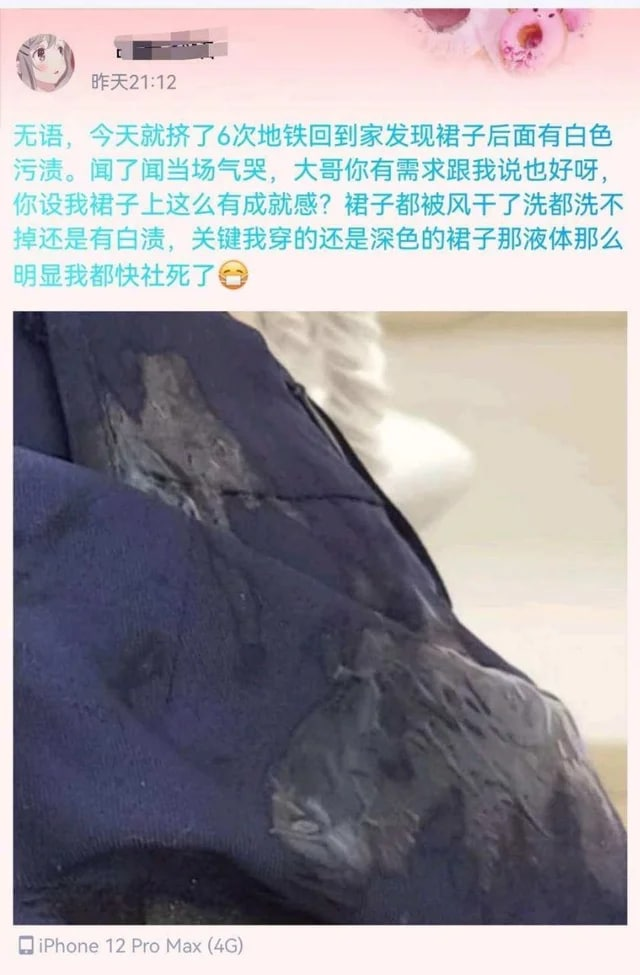 昨天21:12
无语，今天就挤了6次地铁回到家发现裙子后面有白色
污渍。闻了闻当场气哭，大哥你有需求跟我说也好呀，
你设我裙子上这么有成就感？裙子都被风干了洗都洗不
掉还是有白渍，关键我穿的还是深色的裙子那液体那么
明显我都快社死了😷
iPhone 12 Pro Max (4G)